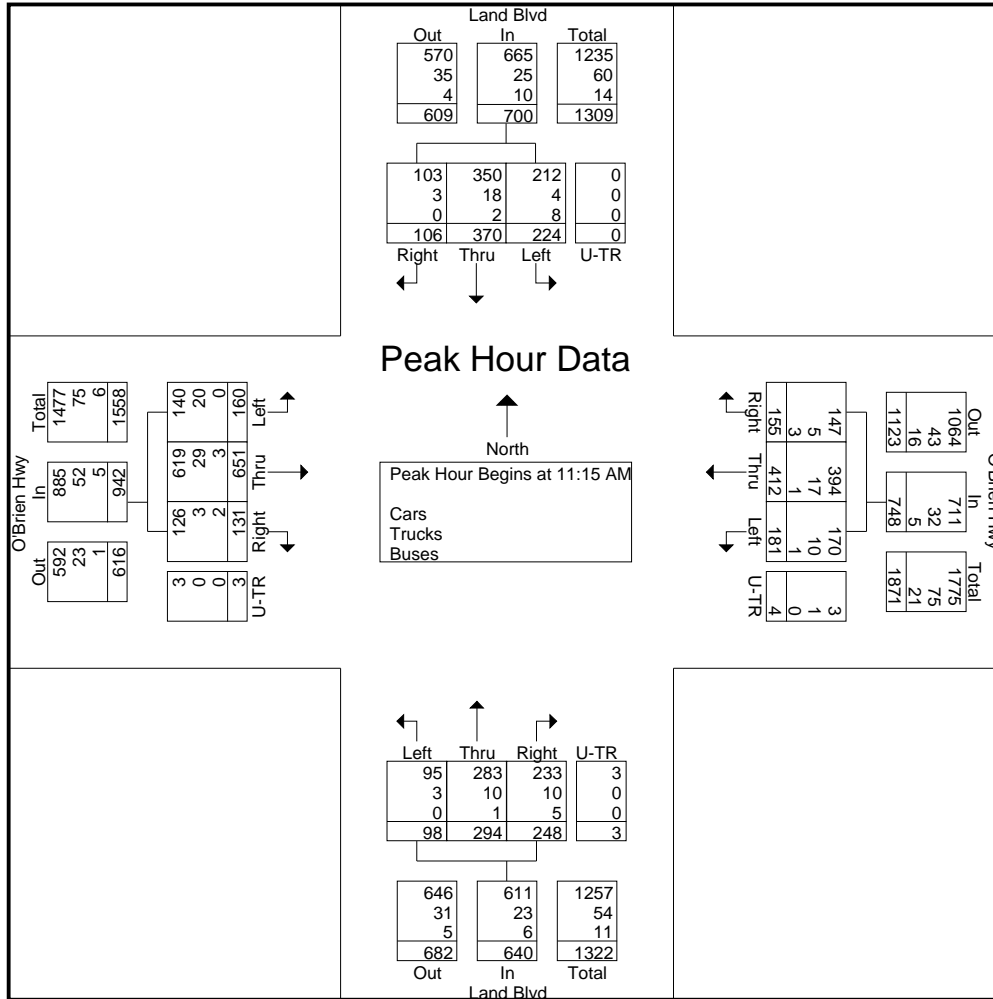 Land Blvd
Out In Total
570 665 1235
35 25 60
4 10 14
609 700 1309
103 350 212 0
3 18 4 0
0 2 8 0
106 370 224 0
Right Thru Left U-TR
Peak Hour Data
North
Peak Hour Begins at 11:15 AM
Cars
Trucks
Buses
O'Brien Hwy
Out In Total
592 885 1477
23 52 75
1 5 6
616 942 1558
U-TR Right Thru Left
3 126 619 140
0 3 29 20
0 2 3 0
3 131 651 160
O'Brien Hwy
Out In Total
1064 711 1775
43 32 75
16 5 21
1123 748 1871
147 394 170 3
5 17 10 1
3 1 1 0
155 412 181 4
Right Thru Left U-TR
Left Thru Right U-TR
95 283 233 3
3 10 10 0
0 1 5 0
98 294 248 3
646 611 1257
31 23 54
5 6 11
682 640 1322
Out In Total
Land Blvd